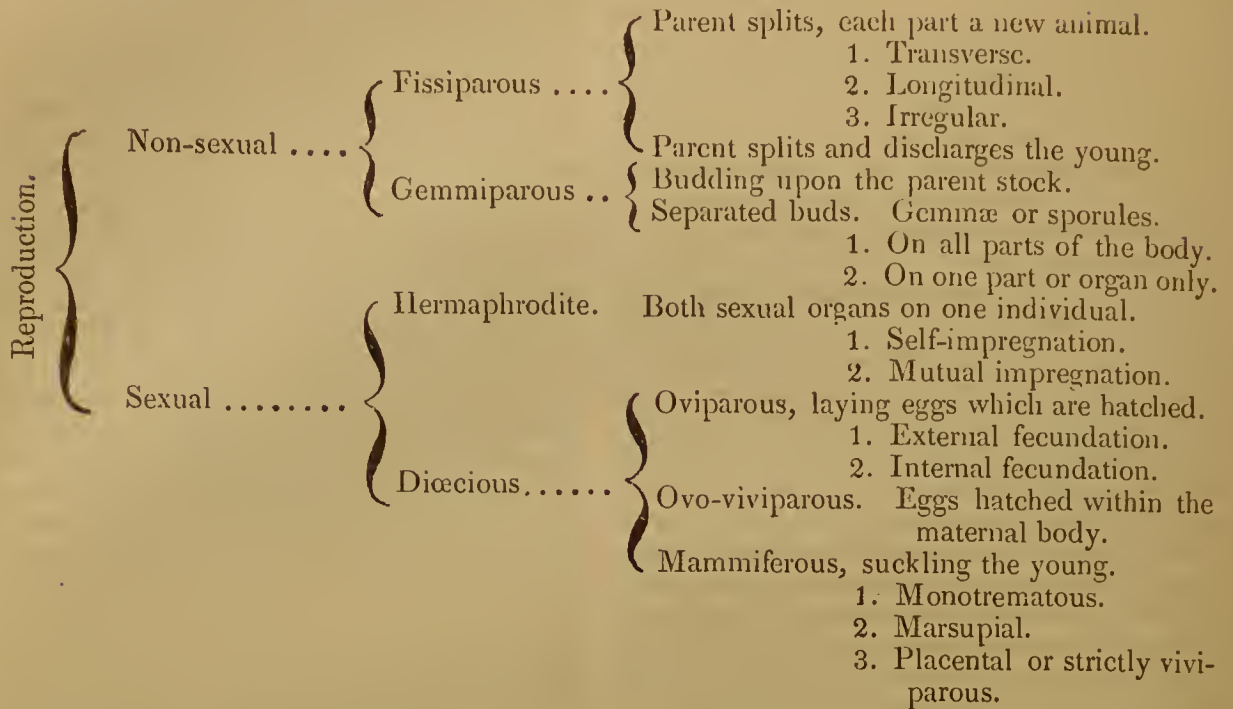 Reproduction.
Non-sexual ....
Fissiparous ....
Parent splits, each part a new animal.
1. Transverse.
2. Longitudinal.
3. Irregular.
Parent splits and discharges the young.
Gemmiparous ..
Budding upon the parent stock.
Separated buds. Gemmæ or sporules.
1. On all parts of the body.
2. On one part or organ only.
Sexual ........
Hermaphrodite. Both sexual organs on one individual.
1. Self-impregnation.
2. Mutual impregnation.
Diœcious......
Oviparous, laying eggs which are hatched.
1. External fecundation.
2. Internal fecundation.
Ovo-viviparous. Eggs hatched within the
maternal body.
Mammiferous, suckling the young.
1. Monotrematous.
2. Marsupial.
3. Placental or strictly vivi-
parous.